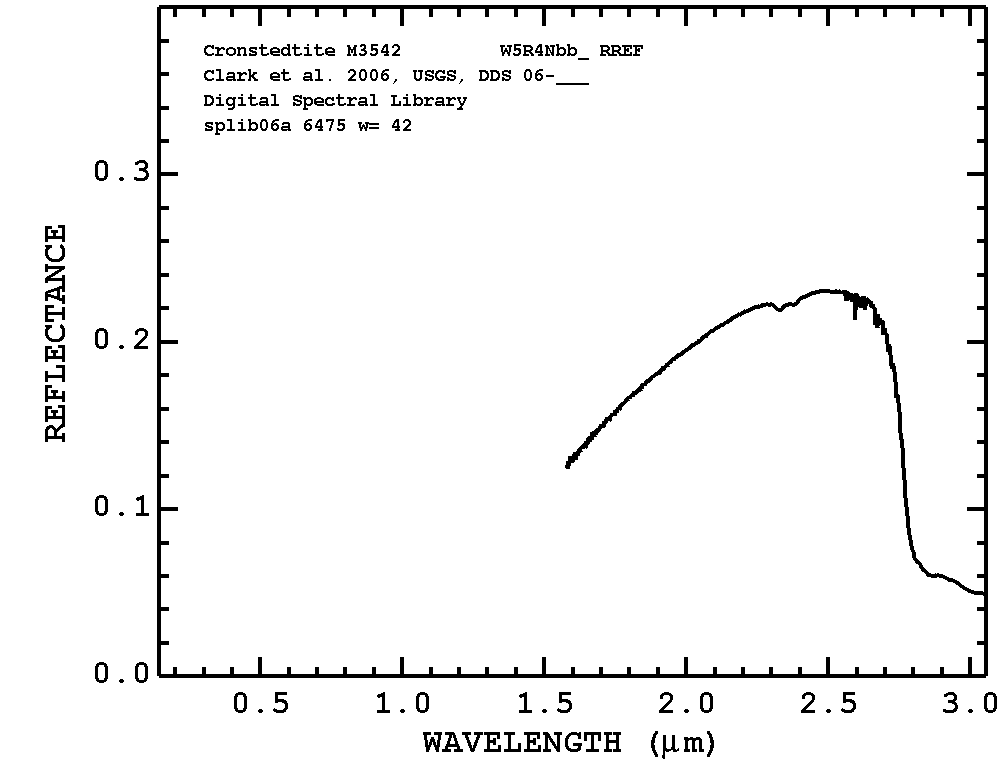 Cronstedtite M3542 W5R4Nbb_ RREF
Clark et al. 2006, USGS, DDS 06-___
Digital Spectral Library
splib06a 6475 w= 42
0.3
0.2
0.1
0.0
REFLECTANCE
0.5 1.0 1.5 2.0 2.5 3.0
WAVELENGTH (μm)